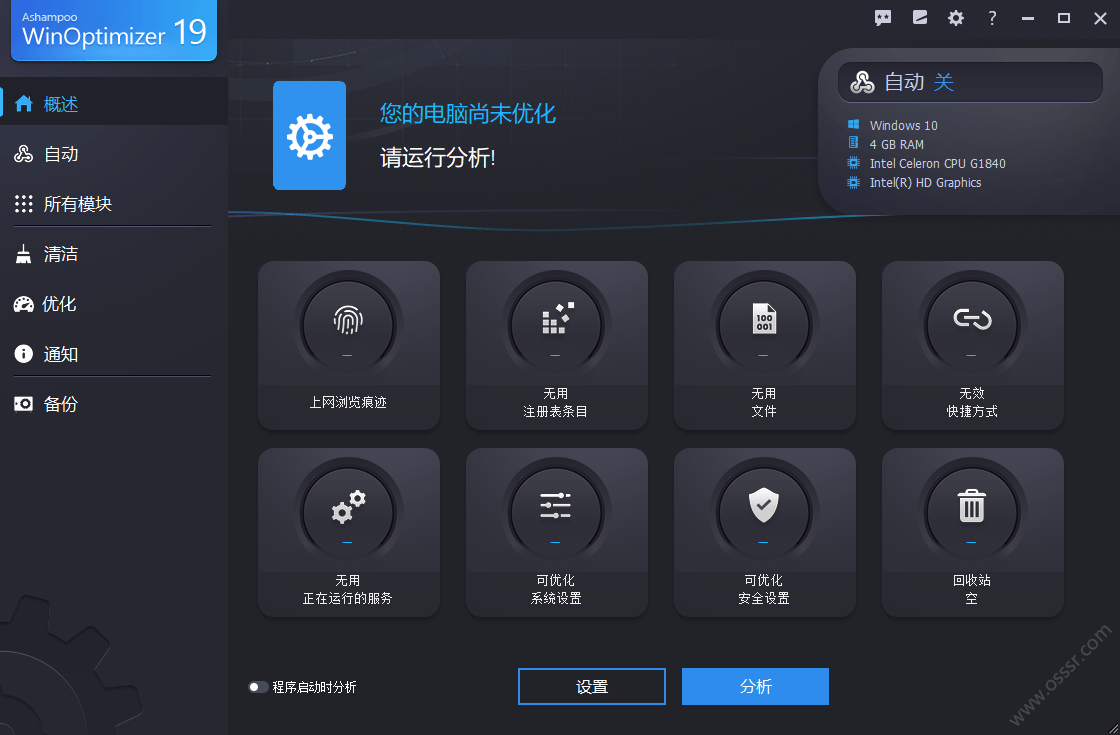 Ashampoo
WinOptimizer 19
?
概述
自动
所有模块
清洁
优化
通知
备份
您的电脑尚未优化
请运行分析!
自动 关
Windows 10
4 GB RAM
Intel Celeron CPU G1840
Intel(R) HD Graphics
上网浏览痕迹
无用
注册表条目
100
001
无用
文件
无效
快捷方式
无用
正在运行的服务
可优化
系统设置
可优化
安全设置
回收站
空
程序启动时分析
设置
分析
www.osssr.com